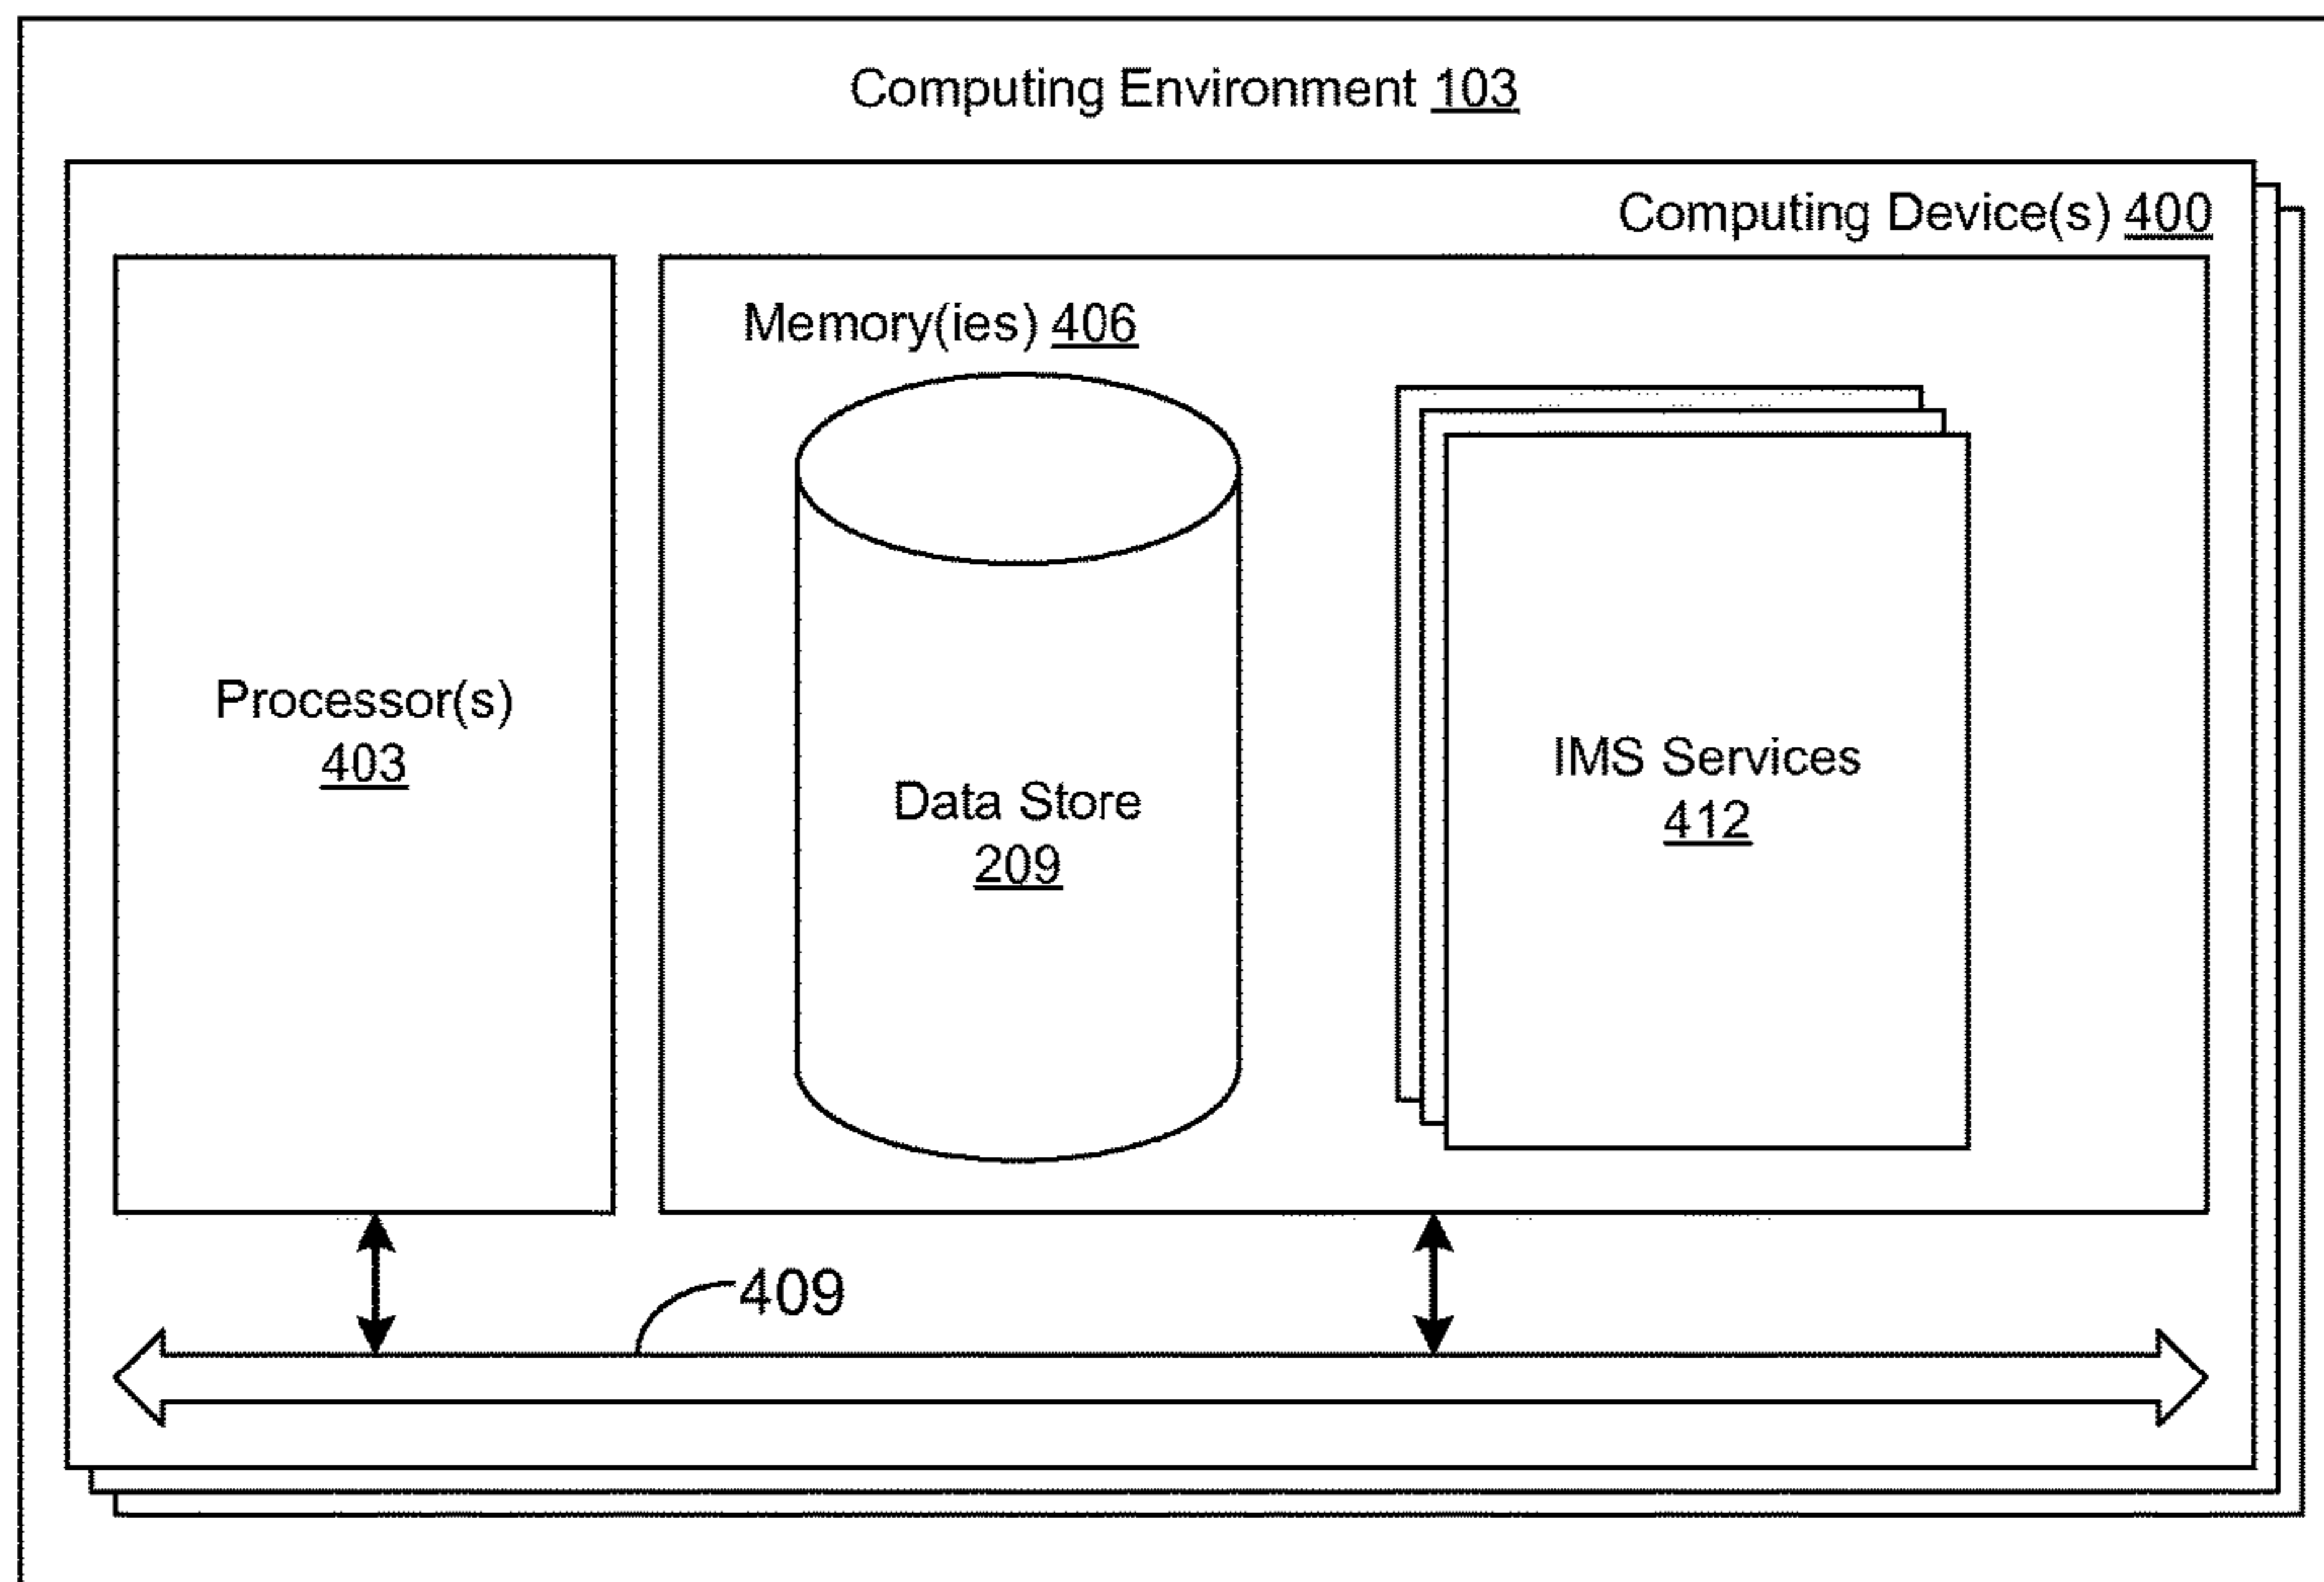 Computing Environment 103
Computing Device(s) 400
Memory(ies) 406
Processor(s)
403
Data Store
209
IMS Services
412
409